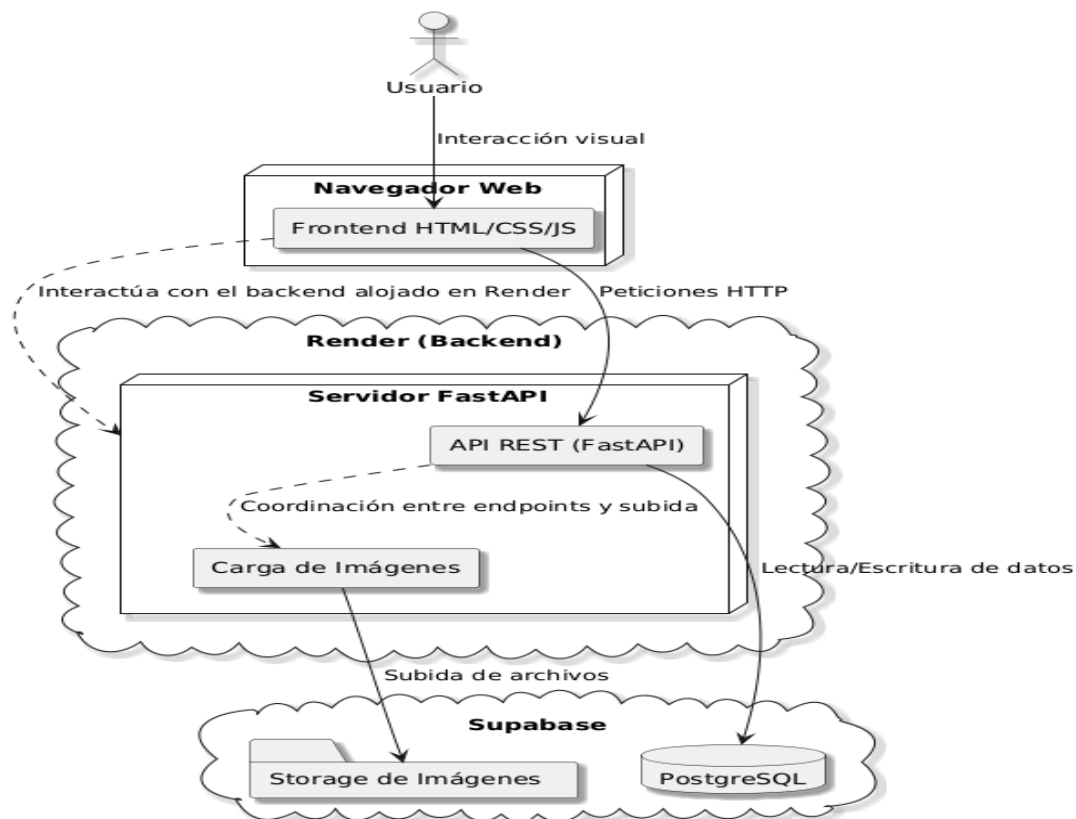 Usuario
Interacción visual
Navegador Web
Frontend HTML/CSS/JS
Interactúa con el backend alojado en Render
Peticiones HTTP
Render (Backend)
Servidor FastAPI
API REST (FastAPI)
Coordinación entre endpoints y subida
Carga de Imágenes
Lectura/Escritura de datos
Subida de archivos
Supabase
Storage de Imágenes
PostgreSQL